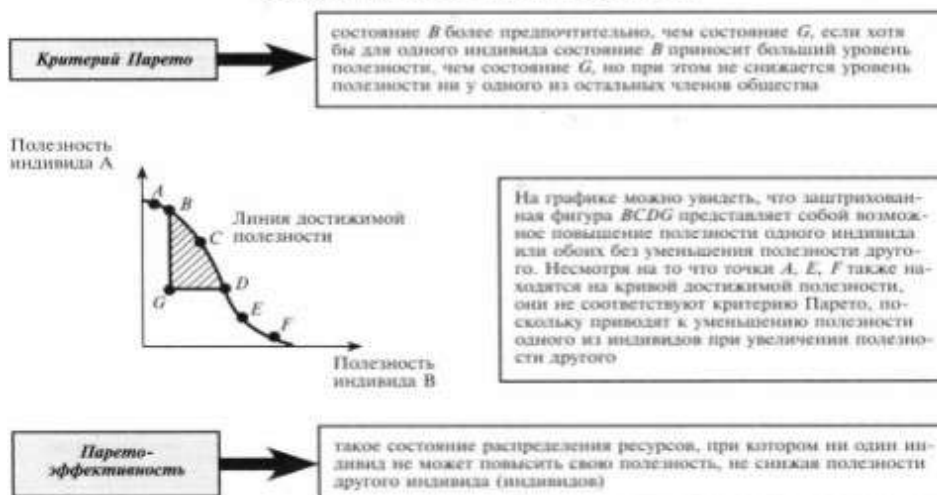 Критерий Парето
состояние B более предпочтительно, чем состояние G, если хотя
бы для одного индивида состояние B приносит больший уровень
полезности, чем состояние G, но при этом не снижается уровень
полезности ни у одного из остальных членов общества
Полезность
индивида А
A
B
Линия достижимой
полезности
C
G
D
E
F
Полезность
индивида В
На графике можно увидеть, что заштрихован-
ная фигура BCDG представляет собой возмож-
ное повышение полезности одного индивида
или обоих без уменьшения полезности друго-
го. Несмотря на то что точки A, E, F также на-
ходятся на кривой достижимой полезности,
они не соответствуют критерию Парето, по-
скольку приводят к уменьшению полезности
одного из индивидов при увеличении полезно-
сти другого
Парето-
эффективность
такое состояние распределения ресурсов, при котором ни один ин-
дивид не может повысить свою полезность, не снижая полезности
другого индивида (индивидов)